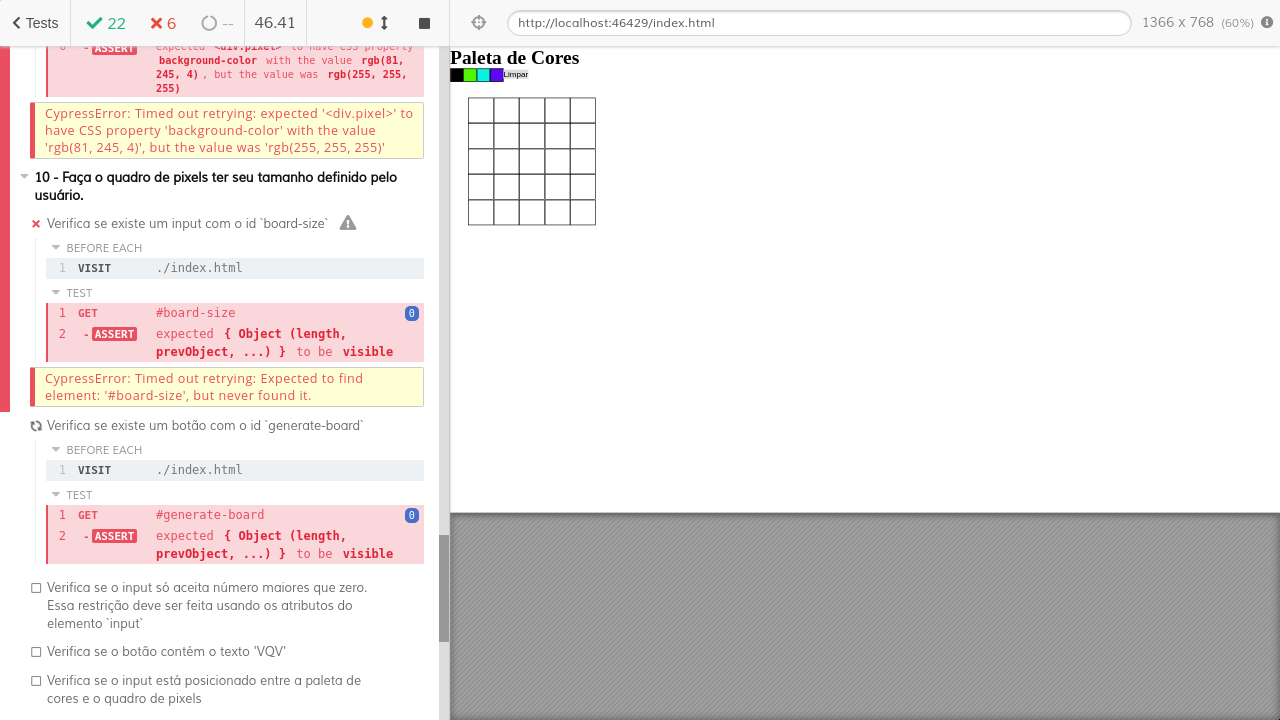 Tests
22
6
--
46.41
http://localhost:46429/index.html
1366 x 768 (60%)
- ASSERT expected <div.pixel> to have CSS property
background-color with the value rgb(81,
245, 4) , but the value was rgb(255, 255,
255)
CypressError: Timed out retrying: expected '<div.pixel>' to
have CSS property 'background-color' with the value
'rgb(81, 245, 4)', but the value was 'rgb(255, 255, 255)'
10 - Faça o quadro de pixels ter seu tamanho definido pelo
usuário.
Verifica se existe um input com o id `board-size`
BEFORE EACH
1 VISIT ./index.html
TEST
1 GET #board-size 0
2 - ASSERT expected { Object (length,
prevObject, ...) } to be visible
CypressError: Timed out retrying: Expected to find
element: '#board-size', but never found it.
Verifica se existe um botão com o id `generate-board`
BEFORE EACH
1 VISIT ./index.html
TEST
1 GET #generate-board 0
2 - ASSERT expected { Object (length,
prevObject, ...) } to be visible
Verifica se o input só aceita número maiores que zero.
Essa restrição deve ser feita usando os atributos do
elemento `input`
Verifica se o botão contém o texto 'VQV'
Verifica se o input está posicionado entre a paleta de
cores e o quadro de pixels
Paleta de Cores
Limpar